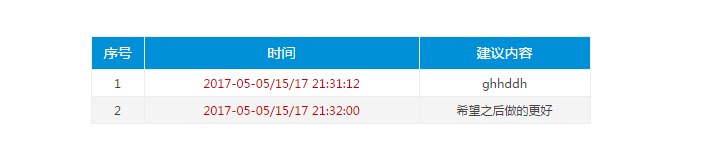 序号 时间 建议内容
1 2017-05-05/15/17 21:31:12 ghhddh
2 2017-05-05/15/17 21:32:00 希望之后做的更好